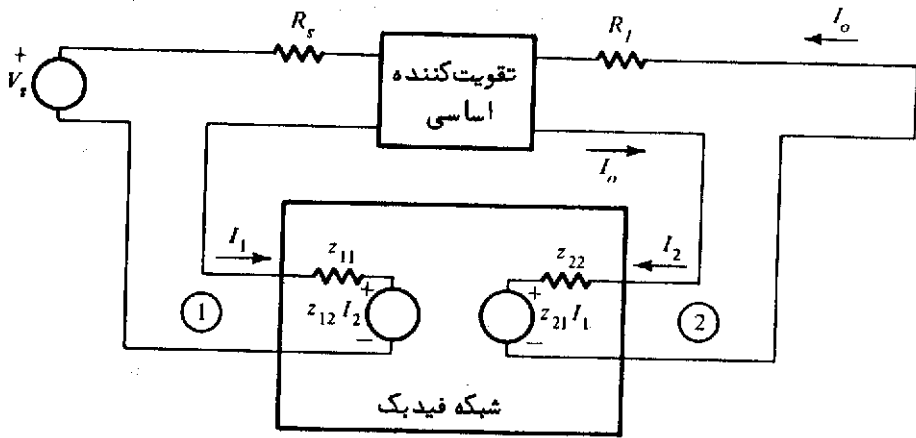 R_s
R_l
I_o
+
V_s
تقویت‌کننده
اساسی
I_o
I_1
z_11
+
z_12 I_2
−
z_22
I_2
+
z_21 I_1
−
1
2
شبکه فیدبک